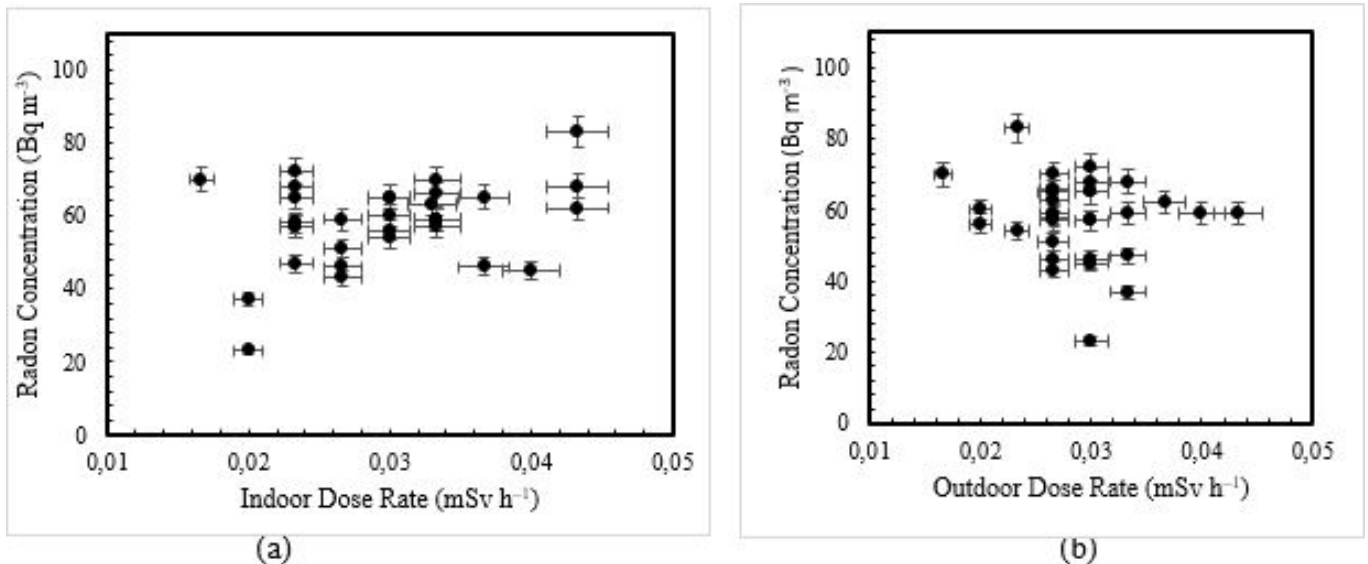 Radon Concentration (Bq m⁻³)
100
80
60
40
20
0
0,01 0,02 0,03 0,04 0,05
Indoor Dose Rate (mSv h⁻¹)
(a)
Radon Concentration (Bq m⁻³)
100
80
60
40
20
0
0,01 0,02 0,03 0,04 0,05
Outdoor Dose Rate (mSv h⁻¹)
(b)